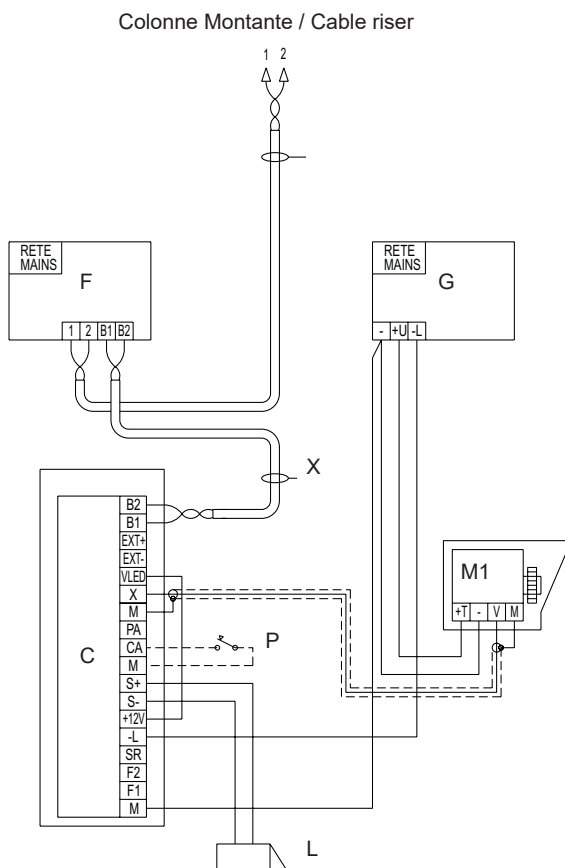 Colonne Montante / Cable riser
1 2
RETE
MAINS
F
1 2 B1 B2
RETE
MAINS
G
- +U -L
X
C
B2
B1
EXT+
EXT-
VLED
X
M
PA
CA
M
S+
S-
+12V
-L
SR
F2
F1
M
P
M1
+T - V M
L